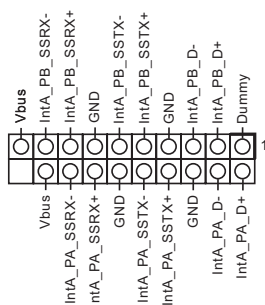 Vbus
IntA_PB_SSRX-
IntA_PB_SSRX+
GND
IntA_PB_SSTX-
IntA_PB_SSTX+
GND
IntA_PB_D-
IntA_PB_D+
Dummy
1
Vbus
IntA_PA_SSRX-
ntA_PA_SSRX+
GND
IntA_PA_SSTX-
IntA_PA_SSTX+
GND
IntA_PA_D-
IntA_PA_D+